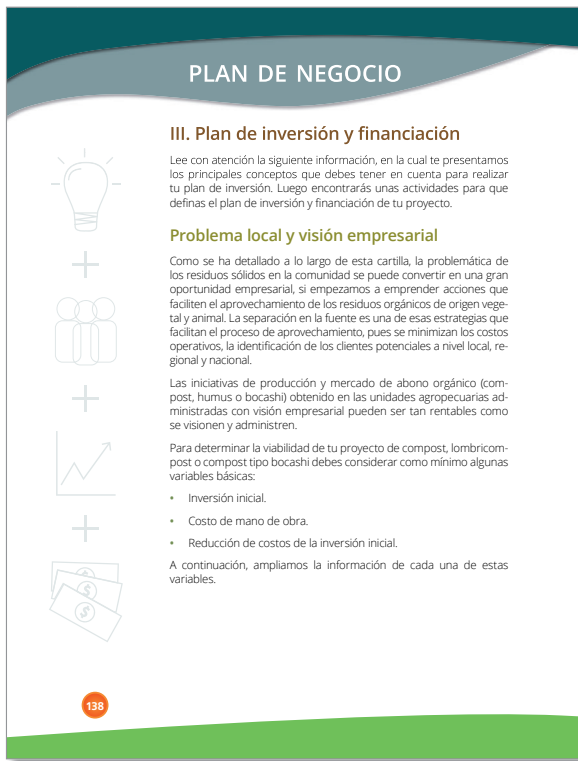 PLAN DE NEGOCIO
III. Plan de inversión y financiación
Lee con atención la siguiente información, en la cual te presentamos
los principales conceptos que debes tener en cuenta para realizar
tu plan de inversión. Luego encontrarás unas actividades para que
definas el plan de inversión y financiación de tu proyecto.
Problema local y visión empresarial
Como se ha detallado a lo largo de esta cartilla, la problemática de
los residuos sólidos en la comunidad se puede convertir en una gran
oportunidad empresarial, si empezamos a emprender acciones que
faciliten el aprovechamiento de los residuos orgánicos de origen vege-
tal y animal. La separación en la fuente es una de esas estrategias que
facilitan el proceso de aprovechamiento, pues se minimizan los costos
operativos, la identificación de los clientes potenciales a nivel local, re-
gional y nacional.
Las iniciativas de producción y mercado de abono orgánico (com-
post, humus o bocashi) obtenido en las unidades agropecuarias ad-
ministradas con visión empresarial pueden ser tan rentables como
se visionen y administren.
Para determinar la viabilidad de tu proyecto de compost, lombricom-
post o compost tipo bocashi debes considerar como mínimo algunas
variables básicas:
• Inversión inicial.
• Costo de mano de obra.
• Reducción de costos de la inversión inicial.
A continuación, ampliamos la información de cada una de estas
variables.
$
$
$
138